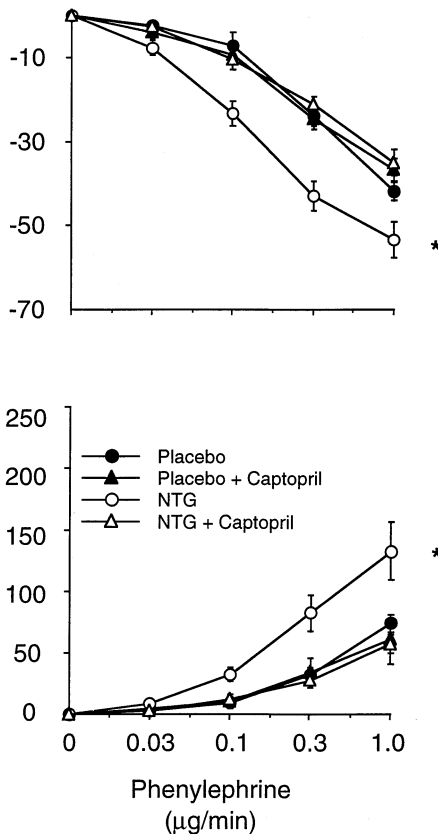 -10
-30
-50
*
-70
250
200
150
*
100
50
0
Placebo
Placebo + Captopril
NTG
NTG + Captopril
0 0.03 0.1 0.3 1.0
Phenylephrine
(μg/min)